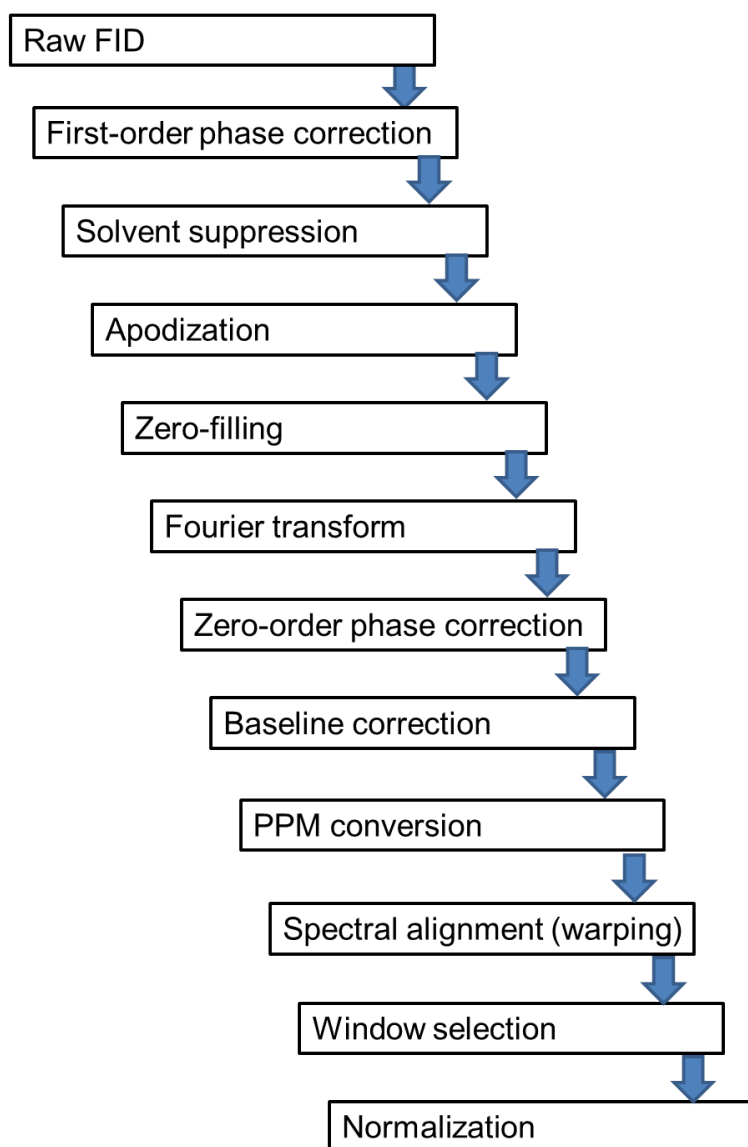 Raw FID
First-order phase correction
Solvent suppression
Apodization
Zero-filling
Fourier transform
Zero-order phase correction
Baseline correction
PPM conversion
Spectral alignment (warping)
Window selection
Normalization